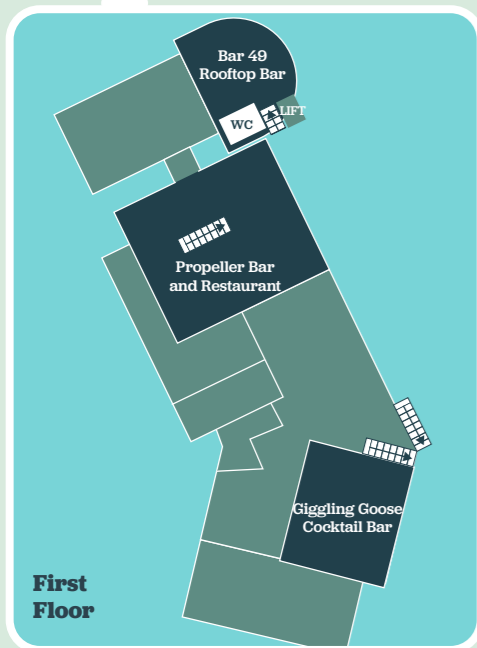 Bar 49
Rooftop Bar
LIFT
WC
Propeller Bar
and Restaurant
Giggling Goose
Cocktail Bar
First
Floor